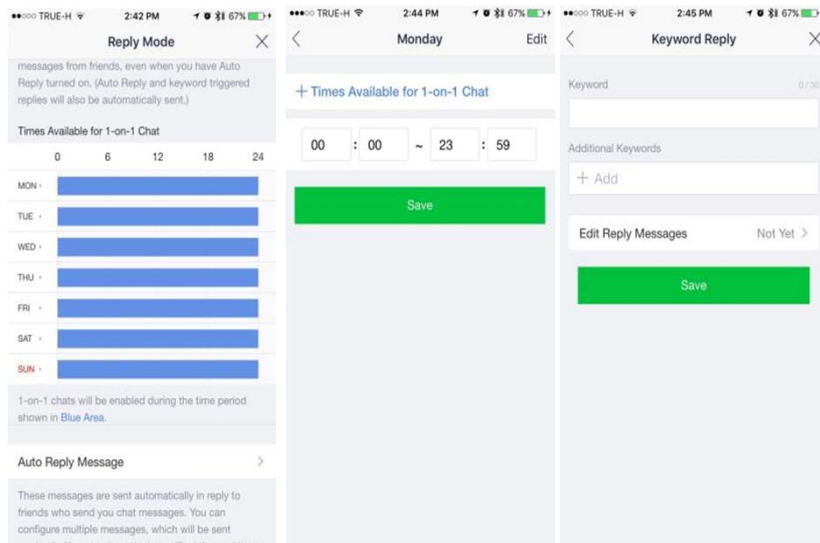 TRUE-H 2:42 PM 67%
Reply Mode
messages from friends, even when you have Auto
Reply turned on. (Auto Reply and keyword triggered
replies will also be automatically sent.)
Times Available for 1-on-1 Chat
0 6 12 18 24
MON
TUE
WED
THU
FRI
SAT
SUN
1-on-1 chats will be enabled during the time period
shown in Blue Area.
Auto Reply Message
These messages are sent automatically in reply to
friends who send you chat messages. You can
configure multiple messages, which will be sent
TRUE-H 2:44 PM 67%
Monday Edit
+ Times Available for 1-on-1 Chat
00 : 00 ~ 23 : 59
Save
TRUE-H 2:45 PM 67%
Keyword Reply
Keyword 0/30
Additional Keywords
+ Add
Edit Reply Messages Not Yet
Save